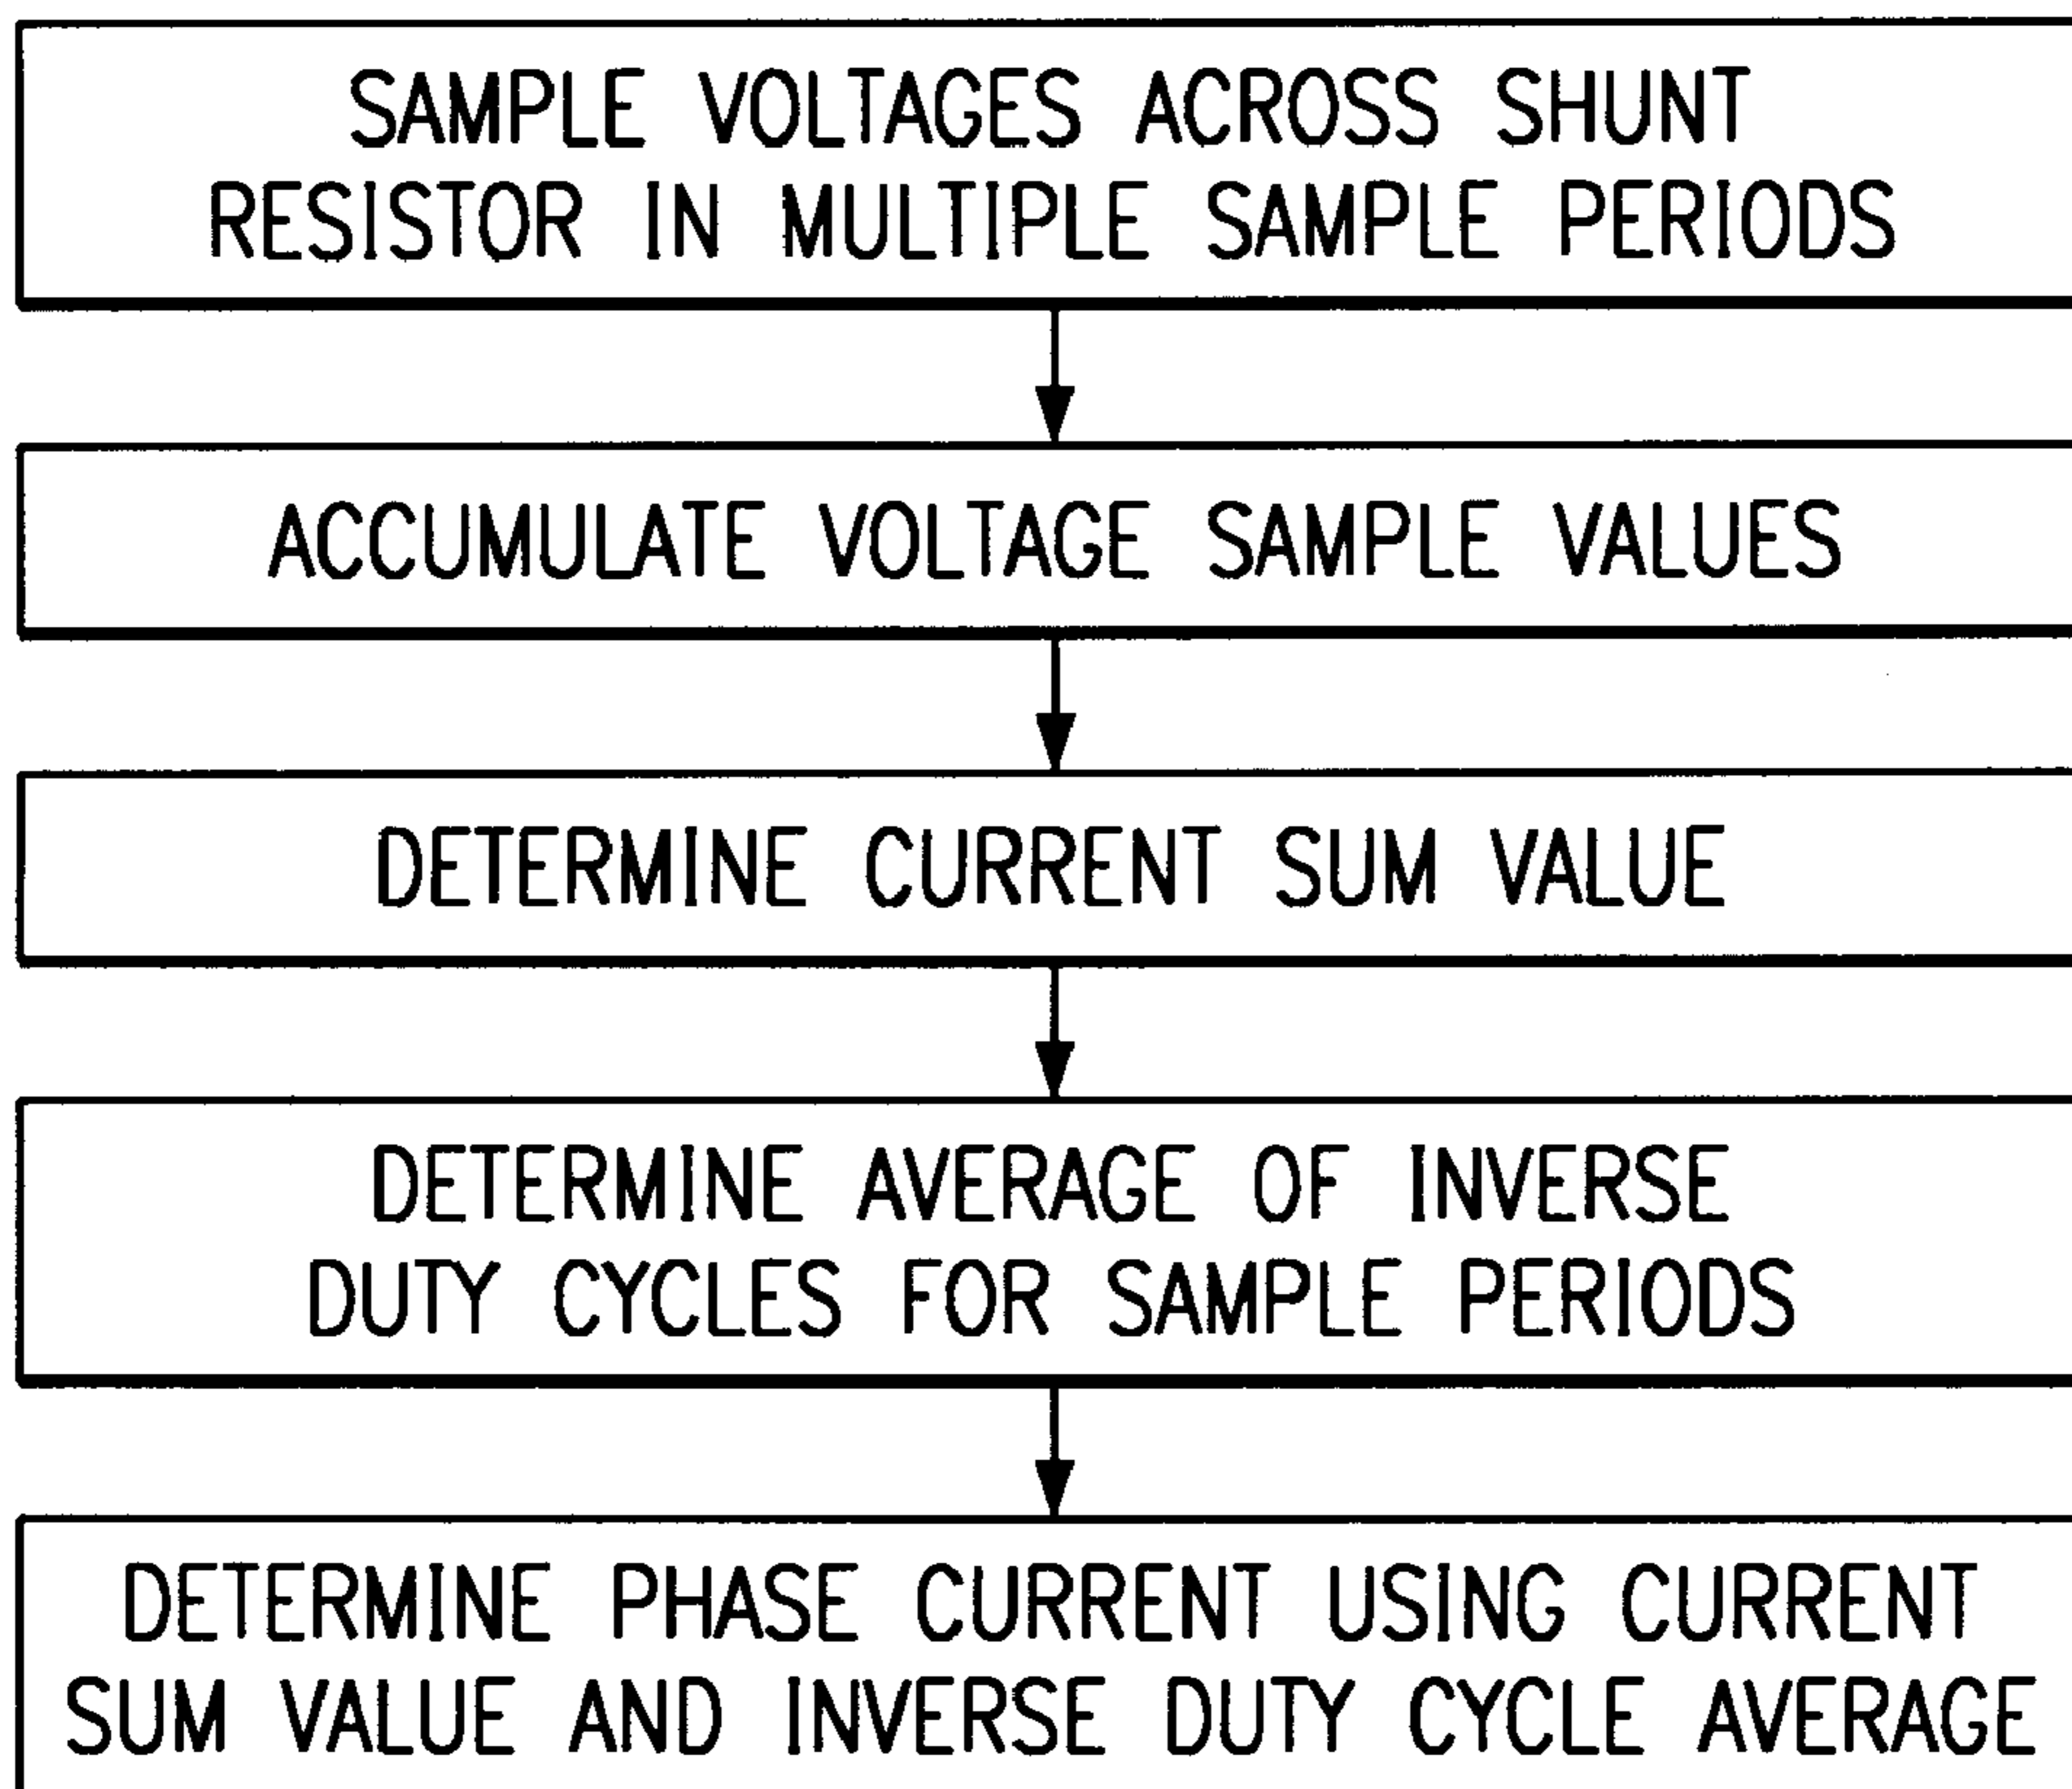 SAMPLE VOLTAGES ACROSS SHUNT
RESISTOR IN MULTIPLE SAMPLE PERIODS
ACCUMULATE VOLTAGE SAMPLE VALUES
DETERMINE CURRENT SUM VALUE
DETERMINE AVERAGE OF INVERSE
DUTY CYCLES FOR SAMPLE PERIODS
DETERMINE PHASE CURRENT USING CURRENT
SUM VALUE AND INVERSE DUTY CYCLE AVERAGE